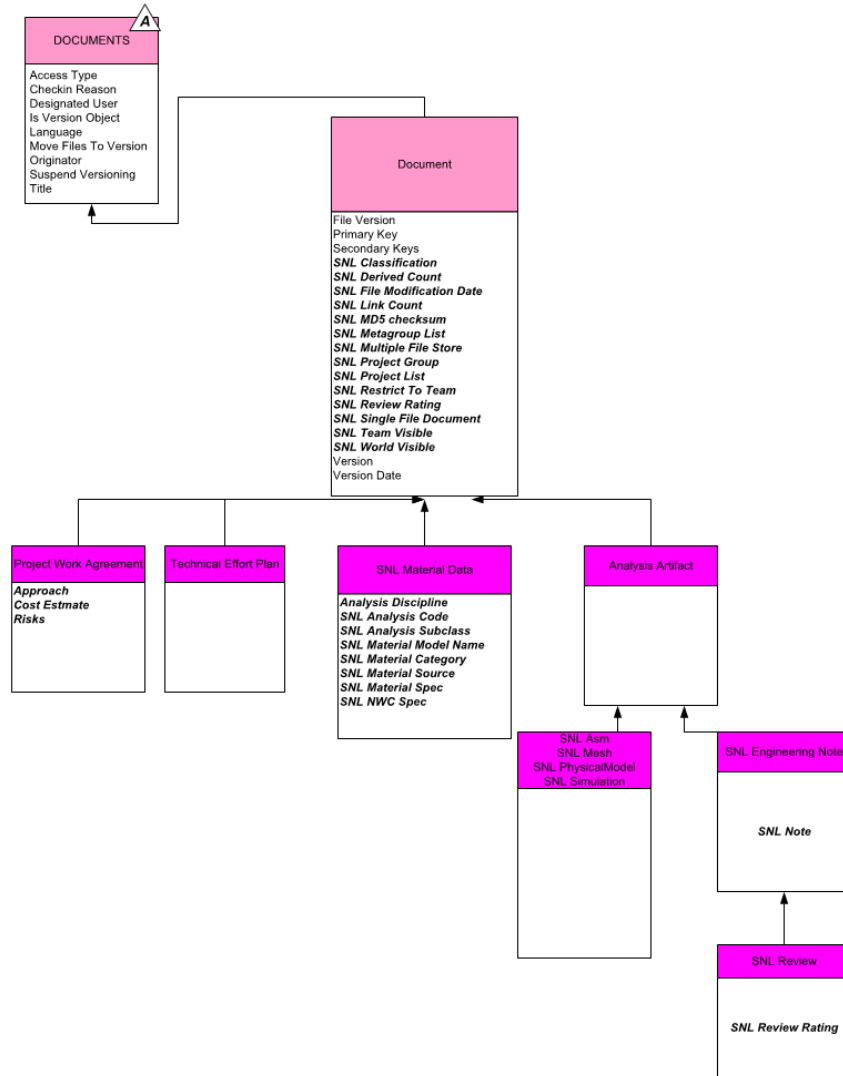 A
DOCUMENTS
Access Type
Checkin Reason
Designated User
Is Version Object
Language
Move Files To Version
Originator
Suspend Versioning
Title
Document
File Version
Primary Key
Secondary Keys
SNL Classification
SNL Derived Count
SNL File Modification Date
SNL Link Count
SNL MD5 checksum
SNL Metagroup List
SNL Multiple File Store
SNL Project Group
SNL Project List
SNL Restrict To Team
SNL Review Rating
SNL Single File Document
SNL Team Visible
SNL World Visible
Version
Version Date
Project Work Agreement
Approach
Cost Estmate
Risks
Technical Effort Plan
SNL Material Data
Analysis Discipline
SNL Analysis Code
SNL Analysis Subclass
SNL Material Model Name
SNL Material Category
SNL Material Source
SNL Material Spec
SNL NWC Spec
Analysis Artifact
SNL Asm
SNL Mesh
SNL PhysicalModel
SNL Simulation
SNL Engineering Note
SNL Note
SNL Review
SNL Review Rating